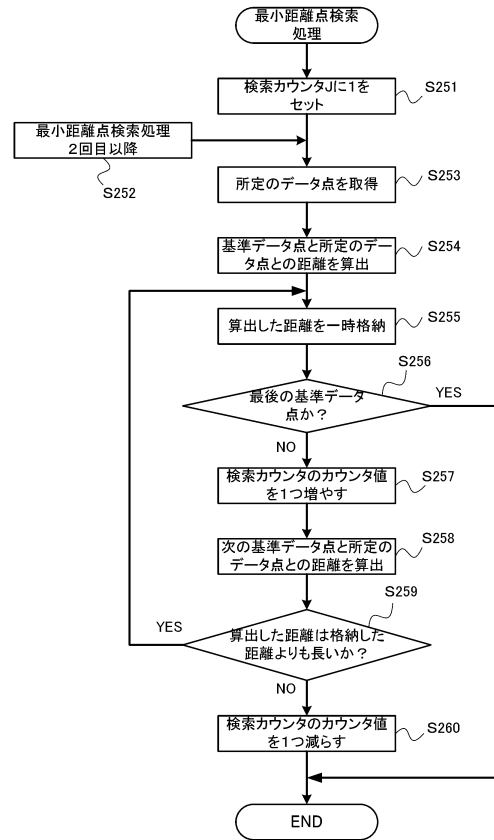 最小距離点検索
処理
検索カウンタJに1を
セット
S251
最小距離点検索処理
2回目以降
S252
所定のデータ点を取得
S253
基準データ点と所定のデー
タ点との距離を算出
S254
算出した距離を一時格納
S255
S256
最後の基準データ
点か？
YES
NO
検索カウンタのカウンタ値
を1つ増やす
S257
次の基準データ点と所定の
データ点との距離を算出
S258
S259
YES
算出した距離は格納した
距離よりも長いか？
NO
検索カウンタのカウンタ値
を1つ減らす
S260
END